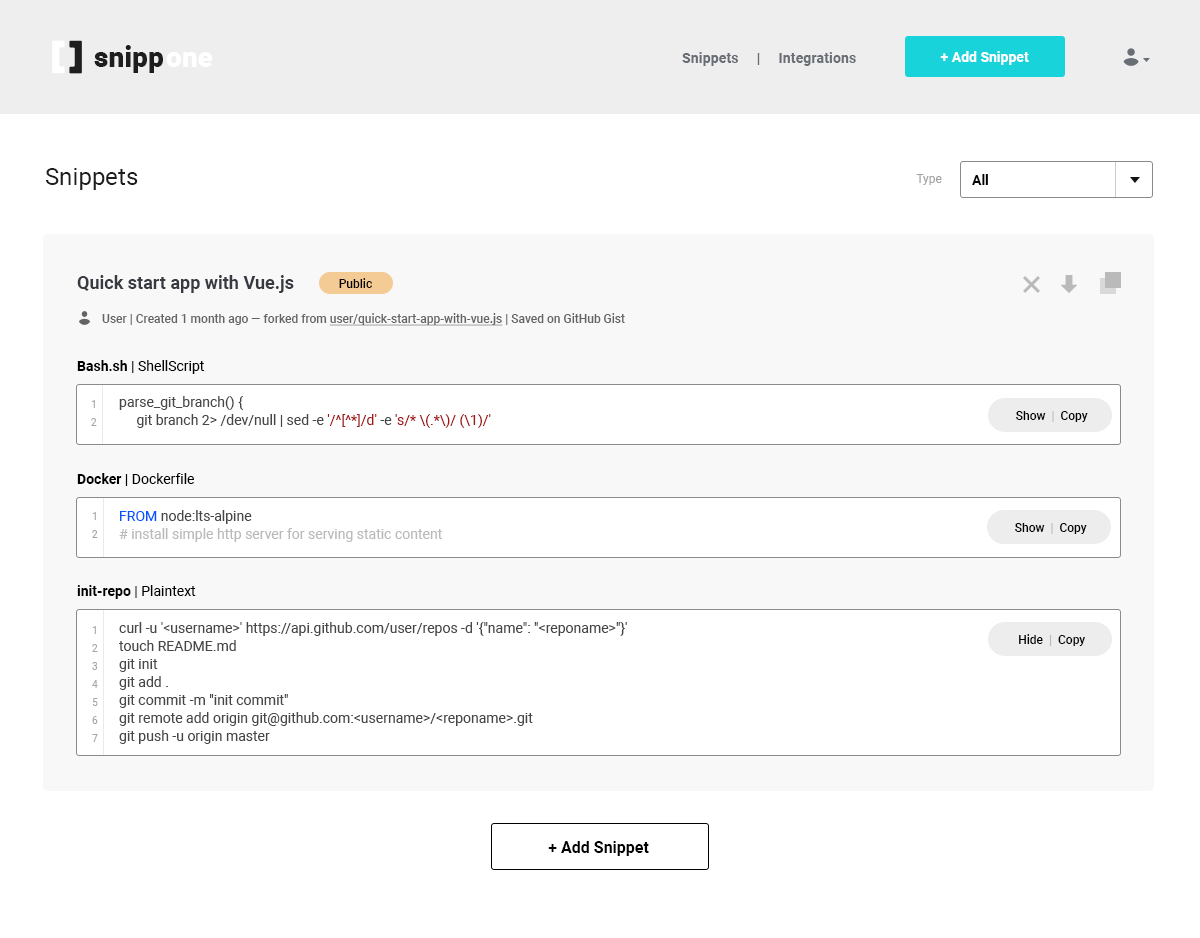 [ ] snippone
Snippets | Integrations
+ Add Snippet
Snippets
Type
All
Quick start app with Vue.js
Public
User | Created 1 month ago — forked from user/quick-start-app-with-vue.js | Saved on GitHub Gist
Bash.sh | ShellScript
1 parse_git_branch() {
2 git branch 2> /dev/null | sed -e '/^[^*]/d' -e 's/* \(.*\)/ (\1)/'
Show | Copy
Docker | Dockerfile
1 FROM node:lts-alpine
2 # install simple http server for serving static content
Show | Copy
init-repo | Plaintext
1 curl -u '<username>' https://api.github.com/user/repos -d '{"name": "<reponame>"}'
2 touch README.md
3 git init
4 git add .
5 git commit -m "init commit"
6 git remote add origin git@github.com:<username>/<reponame>.git
7 git push -u origin master
Hide | Copy
+ Add Snippet